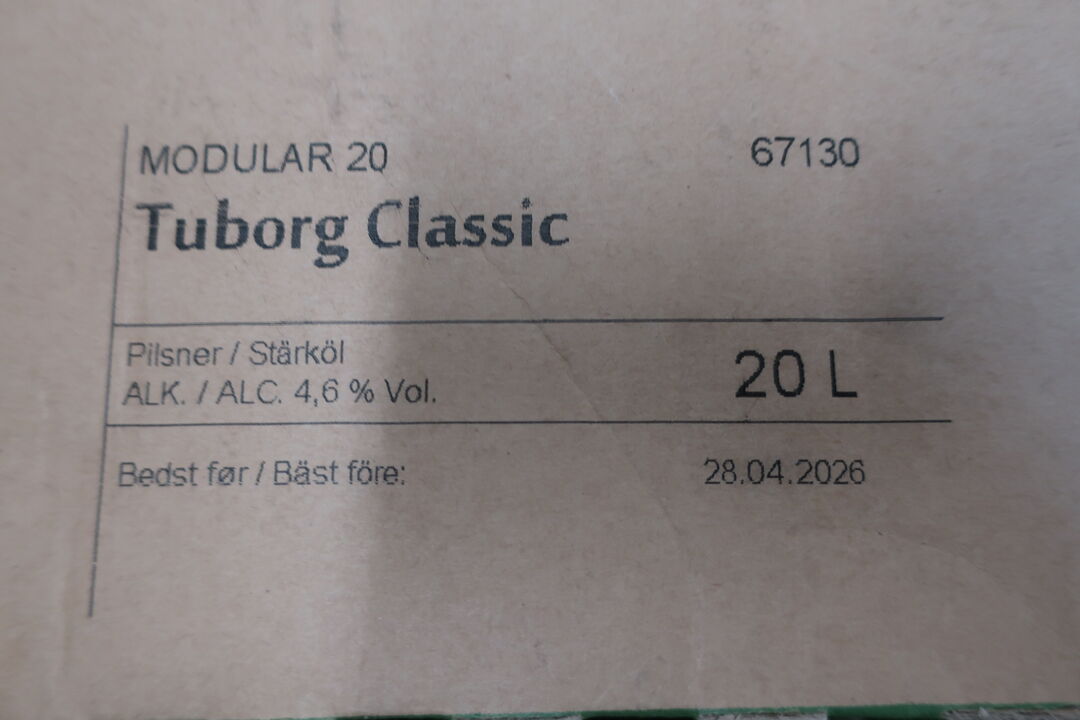 MODULAR 20 67130
Tuborg Classic
Pilsner / Stärköl
ALK. / ALC. 4,6 % Vol.
20 L
Bedst før / Bäst före: 28.04.2026